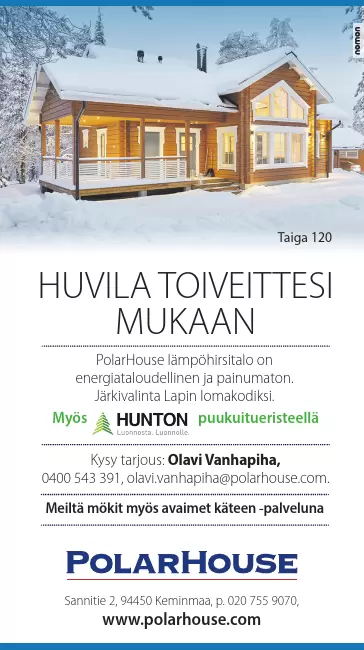 nomon
Taiga 120
HUVILA TOIVEITTESI
MUKAAN
PolarHouse lämpöhirsitalo on
energiataloudellinen ja painumaton.
Järkivalinta Lapin lomakodiksi.
Myös HUNTON puukuitueristeellä
Luonnosta. Luonnolle.
Kysy tarjous: Olavi Vanhapiha,
0400 543 391, olavi.vanhapiha@polarhouse.com.
Meiltä mökit myös avaimet käteen -palveluna
POLARHOUSE
Sannitie 2, 94450 Keminmaa, p. 020 755 9070,
www.polarhouse.com